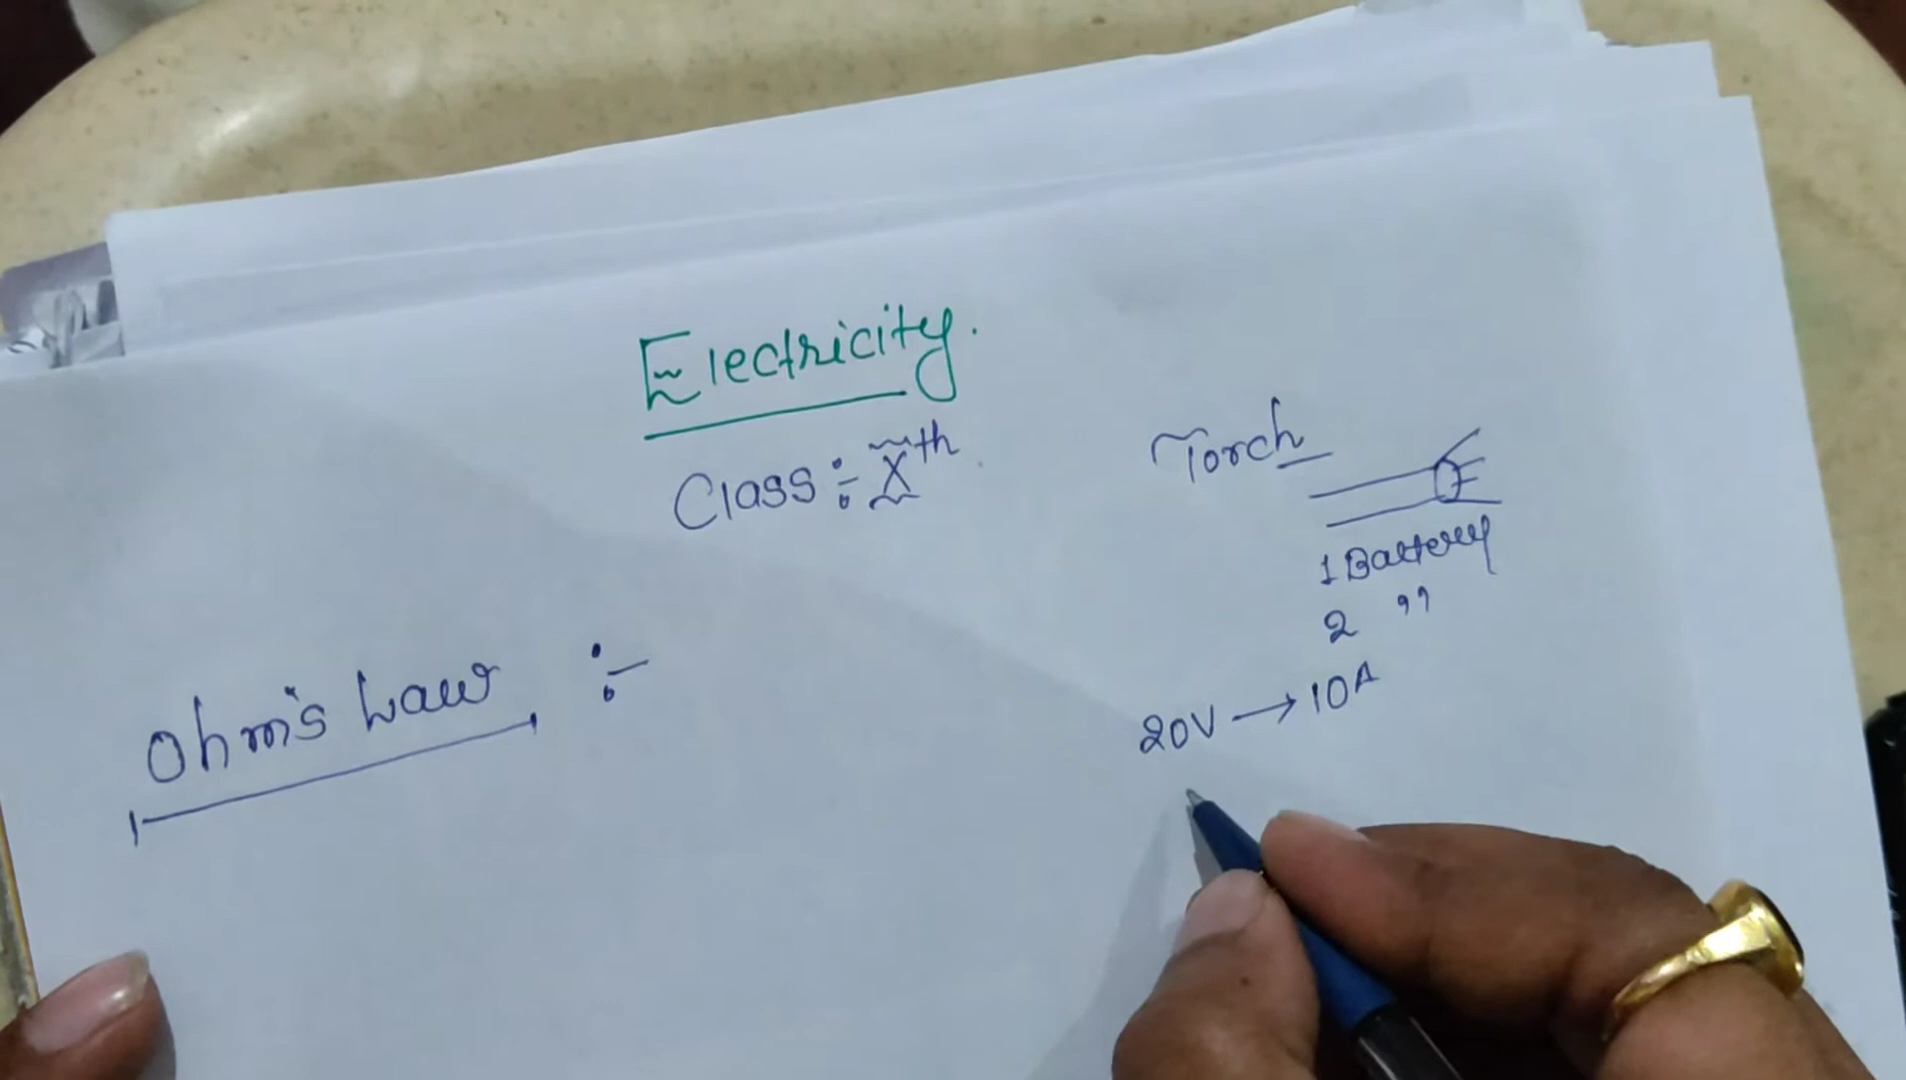 Electricity.
Class :- Xth
Torch
1 Battery
2 ,,
Ohm's Law :-
20V → 10A